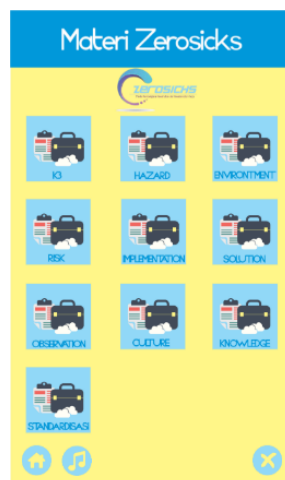 Materi Zerosicks
ZEROSICKS
K3
HAZARD
ENVIRONTMENT
RISK
IMPLEMENTATION
SOLUTION
OBSERVATION
CULTURE
KNOWLEDGE
STANDARDISASI